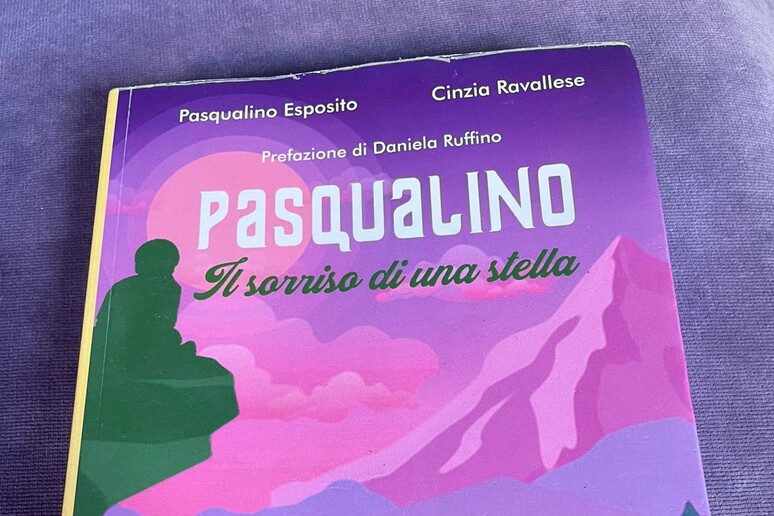 Pasqualino Esposito Cinzia Ravallese
Prefazione di Daniela Ruffino
PASQUALINO
Il sorriso di una stella